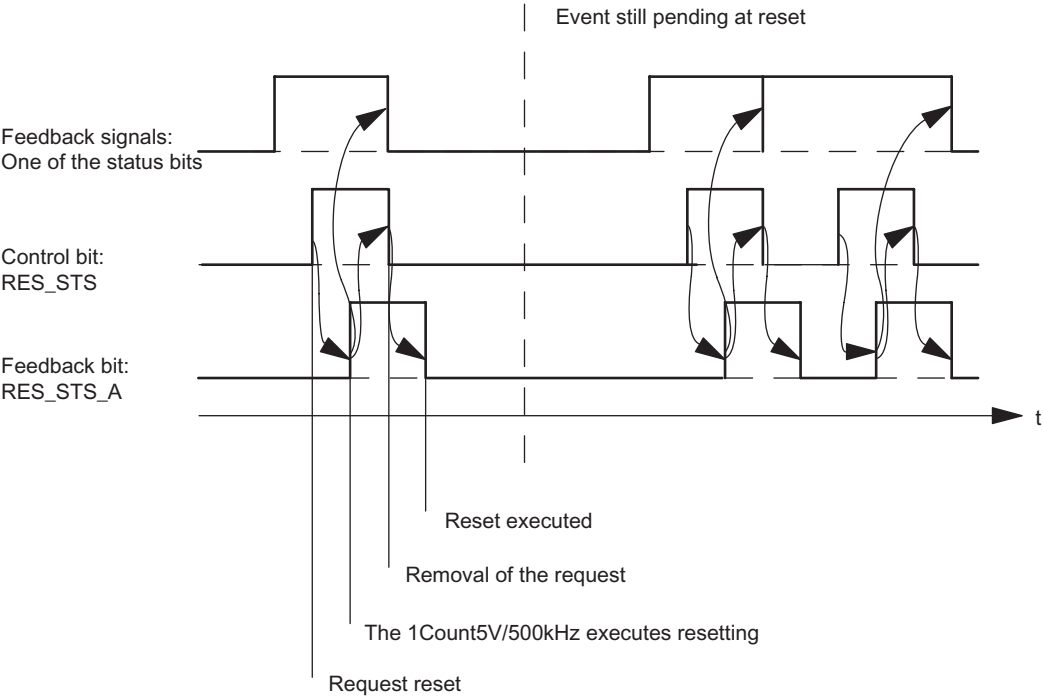 Event still pending at reset
Feedback signals:
One of the status bits
Control bit:
RES_STS
Feedback bit:
RES_STS_A
t
Reset executed
Removal of the request
The 1Count5V/500kHz executes resetting
Request reset